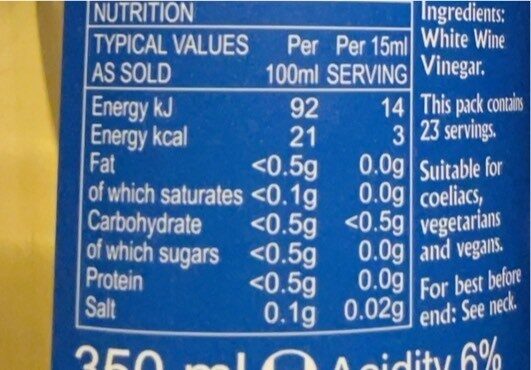 NUTRITION
TYPICAL VALUES Per Per 15ml
AS SOLD 100ml SERVING
Energy kJ 92 14
Energy kcal 21 3
Fat <0.5g 0.0g
of which saturates <0.1g 0.0g
Carbohydrate <0.5g <0.5g
of which sugars <0.5g 0.0g
Protein <0.5g 0.0g
Salt 0.1g 0.02g
Ingredients:
White Wine
Vinegar.
This pack contains
23 servings.
Suitable for
coeliacs,
vegetarians
and vegans.
For best before
end: See neck.
350 ml Acidity 6%